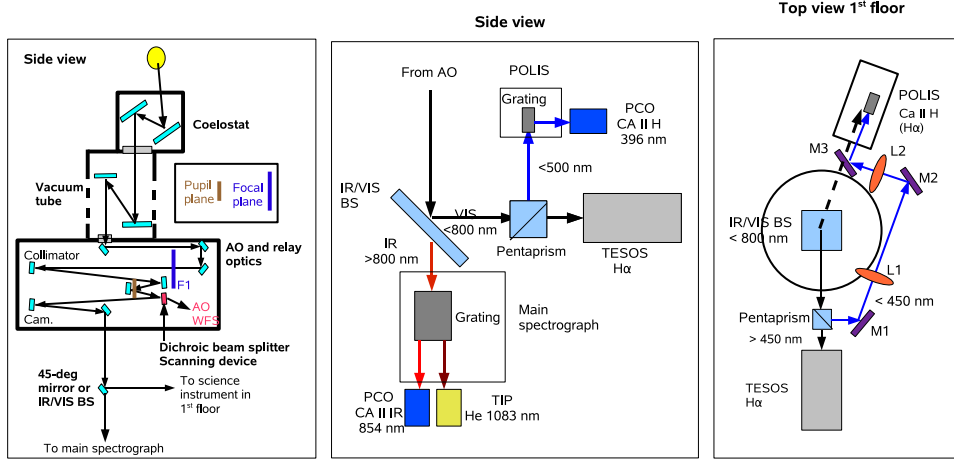 Side view
Coelostat
Vacuum
tube
Pupil
plane
Focal
plane
AO and relay
optics
Collimator
F1
AO
WFS
Cam.
Dichroic beam splitter
Scanning device
45-deg
mirror or
IR/VIS BS
To science
instrument in
1st floor
To main spectrograph
Side view
From AO
POLIS
Grating
PCO
CA II H
396 nm
<500 nm
IR/VIS
BS
VIS
<800 nm
Pentaprism
TESOS
Hα
IR
>800 nm
Grating
Main
spectrograph
PCO
CA II IR
854 nm
TIP
He 1083 nm
Top view 1st floor
POLIS
Ca II H
(Hα)
M3
L2
M2
IR/VIS BS
< 800 nm
L1
< 450 nm
Pentaprism
> 450 nm
M1
TESOS
Hα